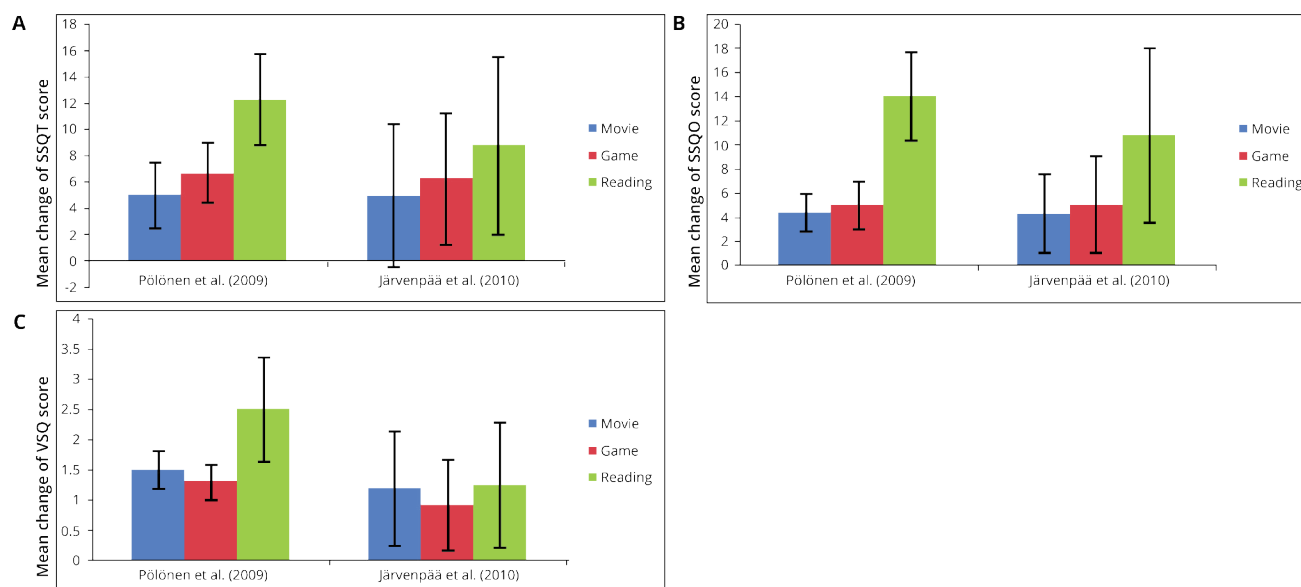 A
Mean change of SSQT score
18
16
14
12
10
8
6
4
2
0
-2
Pölönen et al. (2009)
Järvenpää et al. (2010)
Movie
Game
Reading
B
Mean change of SSQO score
20
18
16
14
12
10
8
6
4
2
0
Pölönen et al. (2009)
Järvenpää et al. (2010)
Movie
Game
Reading
C
Mean change of VSQ score
4
3.5
3
2.5
2
1.5
1
0.5
0
Pölönen et al. (2009)
Järvenpää et al. (2010)
Movie
Game
Reading